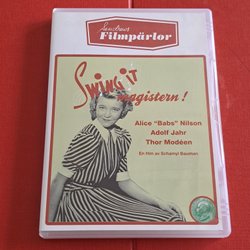 Sandrews
Filmpärlor
Swing it
magistern!
Alice "Babs" Nilson
Adolf Jahr
Thor Modéen
En film av Schamyl Bauman